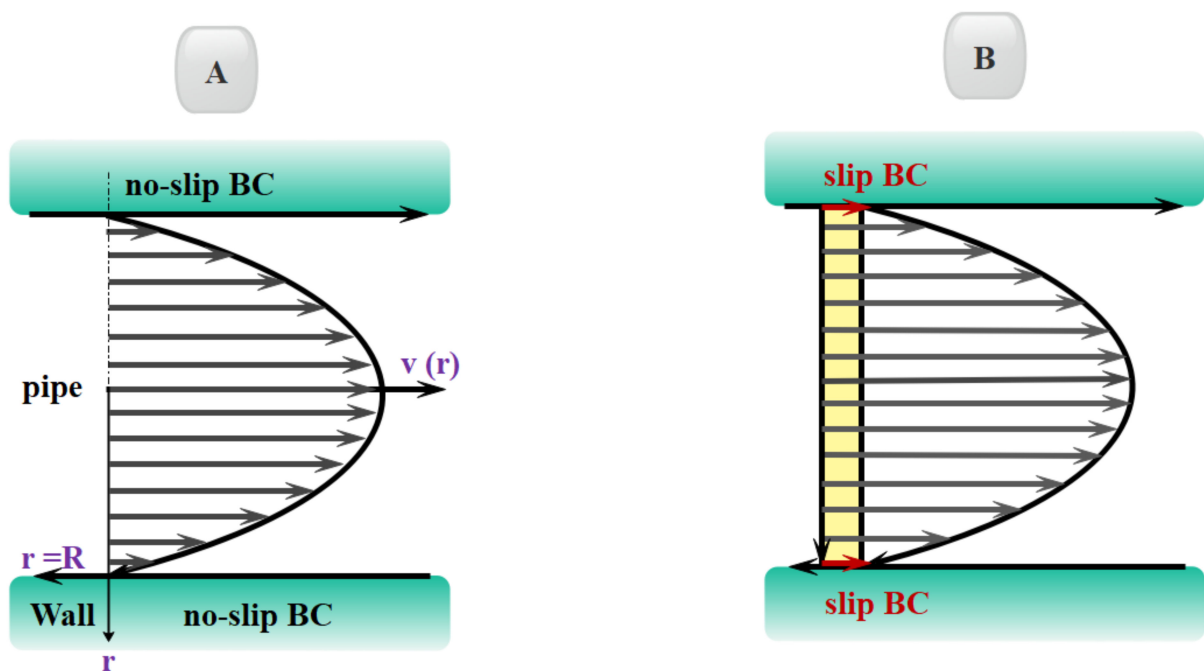 A
no-slip BC
v (r)
pipe
r =R
Wall
no-slip BC
r
B
slip BC
slip BC